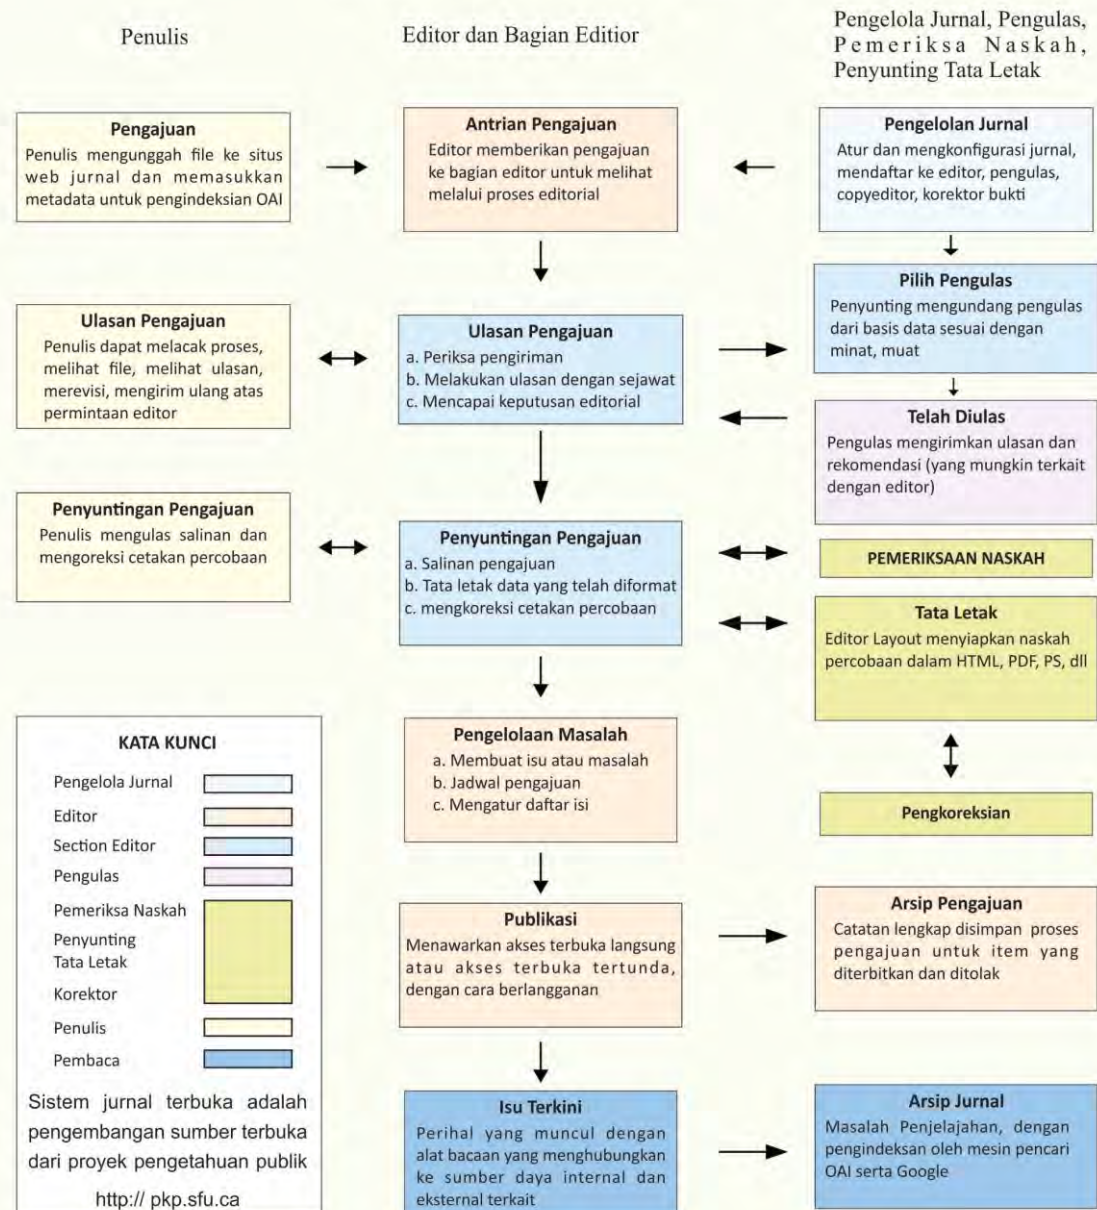 Penulis
Editor dan Bagian Editior
Pengelola Jurnal, Pengulas,
Pemeriksa Naskah,
Penyunting Tata Letak
Pengajuan
Penulis mengunggah file ke situs
web jurnal dan memasukkan
metadata untuk pengindeksian OAI
Antrian Pengajuan
Editor memberikan pengajuan
ke bagian editor untuk melihat
melalui proses editorial
Pengelolan Jurnal
Atur dan mengkonfigurasi jurnal,
mendaftar ke editor, pengulas,
copyeditor, korektor bukti
Pilih Pengulas
Penyunting mengundang pengulas
dari basis data sesuai dengan
minat, muat
Ulasan Pengajuan
Penulis dapat melacak proses,
melihat file, melihat ulasan,
merevisi, mengirim ulang atas
permintaan editor
Ulasan Pengajuan
a. Periksa pengiriman
b. Melakukan ulasan dengan sejawat
c. Mencapai keputusan editorial
Telah Diulas
Pengulas mengirimkan ulasan dan
rekomendasi (yang mungkin terkait
dengan editor)
Penyuntingan Pengajuan
Penulis mengulas salinan dan
mengoreksi cetakan percobaan
Penyuntingan Pengajuan
a. Salinan pengajuan
b. Tata letak data yang telah diformat
c. mengkoreksi cetakan percobaan
PEMERIKSAAN NASKAH
Tata Letak
Editor Layout menyiapkan naskah
percobaan dalam HTML, PDF, PS, dll
Pengelolaan Masalah
a. Membuat isu atau masalah
b. Jadwal pengajuan
c. Mengatur daftar isi
Pengkoreksian
KATA KUNCI
Pengelola Jurnal
Editor
Section Editor
Pengulas
Pemeriksa Naskah
Penyunting
Tata Letak
Korektor
Penulis
Pembaca
Sistem jurnal terbuka adalah
pengembangan sumber terbuka
dari proyek pengetahuan publik
http:// pkp.sfu.ca
Publikasi
Menawarkan akses terbuka langsung
atau akses terbuka tertunda,
dengan cara berlangganan
Arsip Pengajuan
Catatan lengkap disimpan proses
pengajuan untuk item yang
diterbitkan dan ditolak
Isu Terkini
Perihal yang muncul dengan
alat bacaan yang menghubungkan
ke sumber daya internal dan
eksternal terkait
Arsip Jurnal
Masalah Penjelajahan, dengan
pengindeksan oleh mesin pencari
OAI serta Google